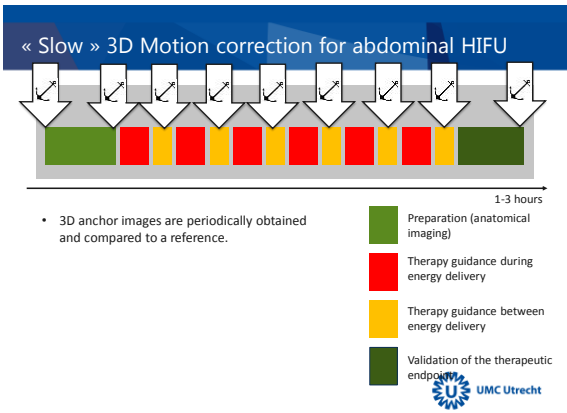 « Slow » 3D Motion correction for abdominal HIFU
1-3 hours
• 3D anchor images are periodically obtained
and compared to a reference.
Preparation (anatomical
imaging)
Therapy guidance during
energy delivery
Therapy guidance between
energy delivery
Validation of the therapeutic
endpoint
UMC Utrecht